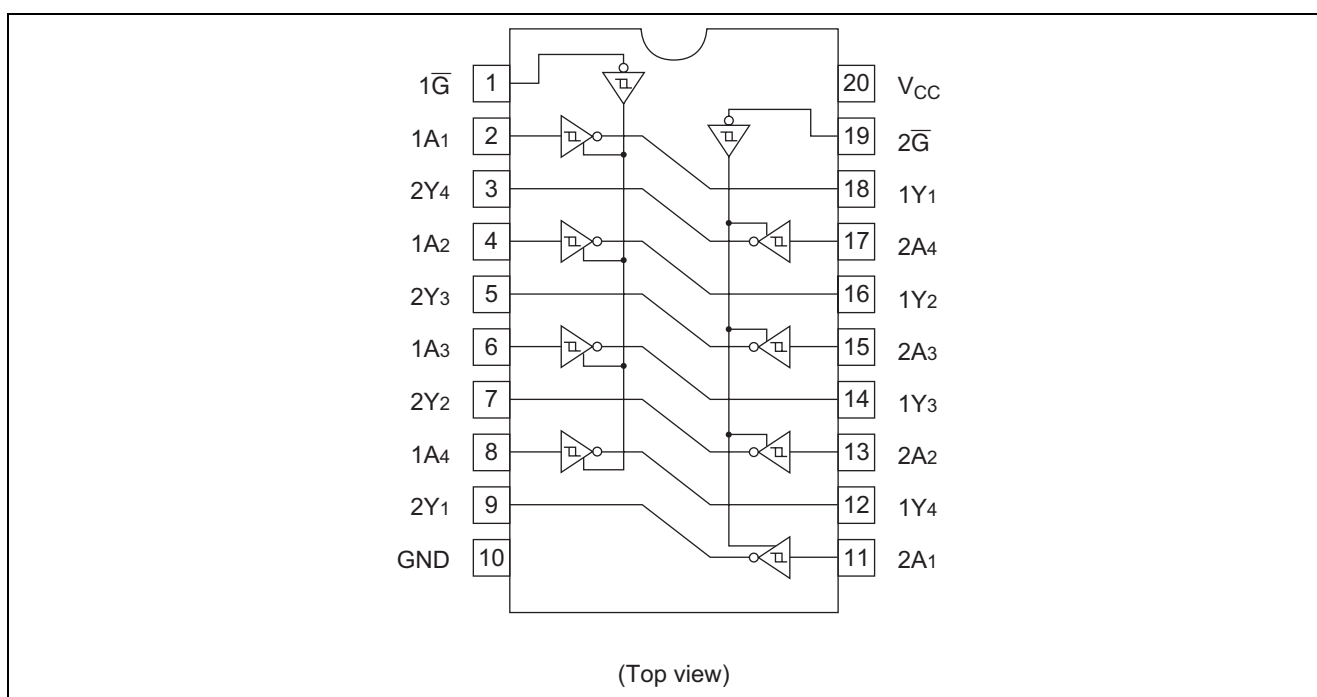 1G̅ 1 20 VCC
1A1 2 19 2G̅
2Y4 3 18 1Y1
1A2 4 17 2A4
2Y3 5 16 1Y2
1A3 6 15 2A3
2Y2 7 14 1Y3
1A4 8 13 2A2
2Y1 9 12 1Y4
GND 10 11 2A1
(Top view)